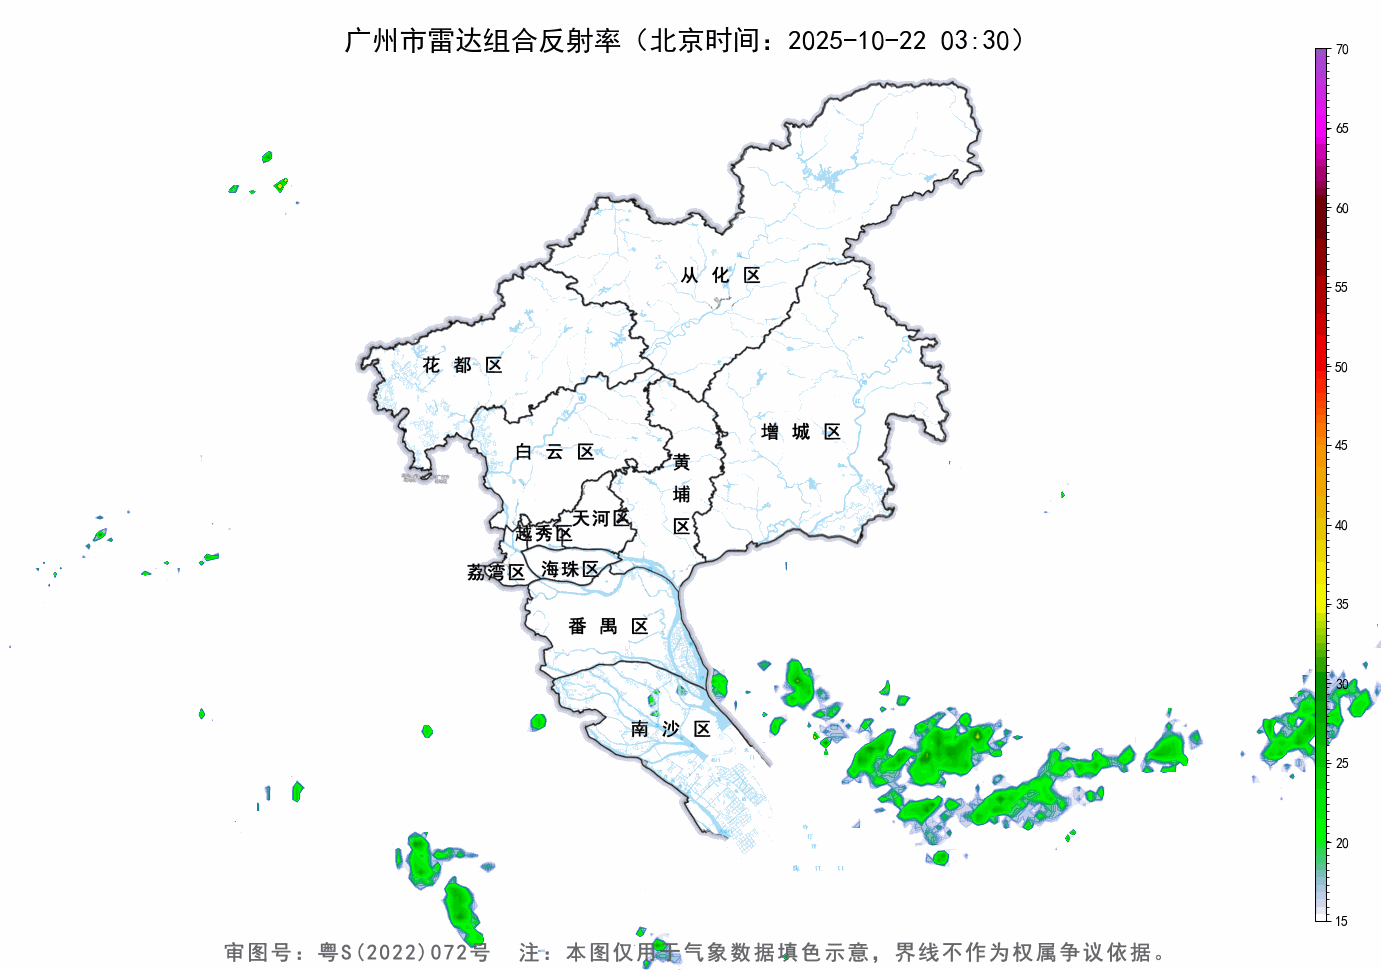 广州市雷达组合反射率（北京时间：2025-10-22 03:30）
70
65
60
55
50
45
40
35
30
25
20
15
从化区
花都区
增城区
白云区
黄埔区
天河区
越秀区
海珠区
荔湾区
番禺区
南沙区
审图号：粤S(2022)072号 注：本图仅用于气象数据填色示意，界线不作为权属争议依据。